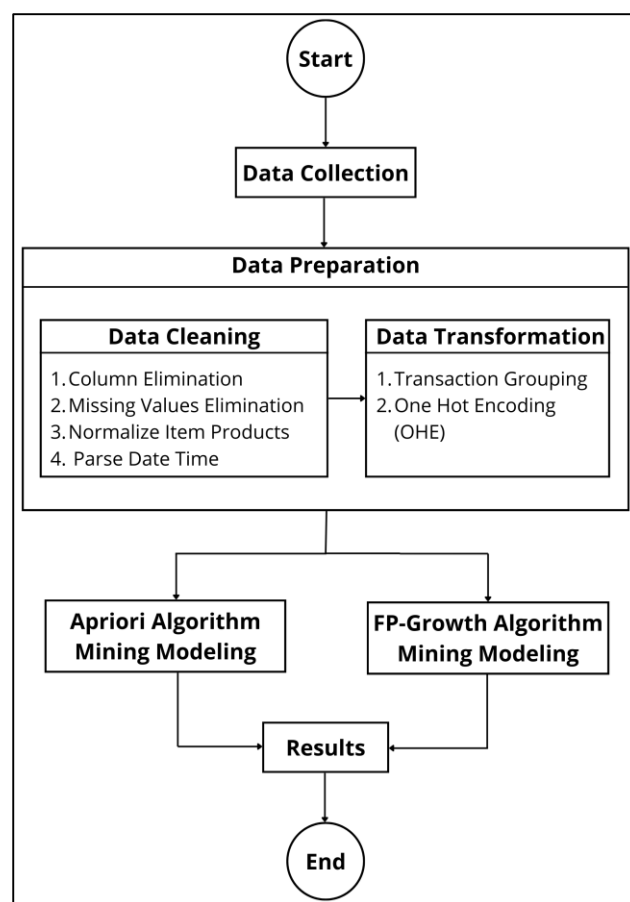 Start
Data Collection
Data Preparation
Data Cleaning
1. Column Elimination
2. Missing Values Elimination
3. Normalize Item Products
4. Parse Date Time
Data Transformation
1. Transaction Grouping
2. One Hot Encoding
(OHE)
Apriori Algorithm
Mining Modeling
FP-Growth Algorithm
Mining Modeling
Results
End